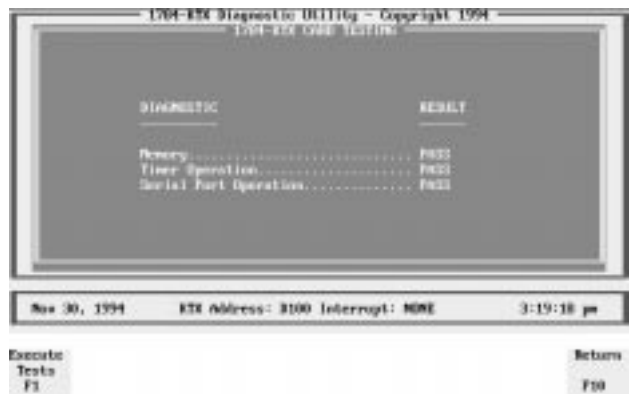 1784-KTX Diagnostic Utility - Copyright 1994
1784-KTX CARD TESTING
DIAGNOSTIC RESULT
Memory............................ PASS
Timer Operation................... PASS
Serial Port Operation............. PASS
Nov 30, 1994 KTX Address: D100 Interrupt: NONE 3:19:18 pm
Execute
Tests
F1
Return
F10